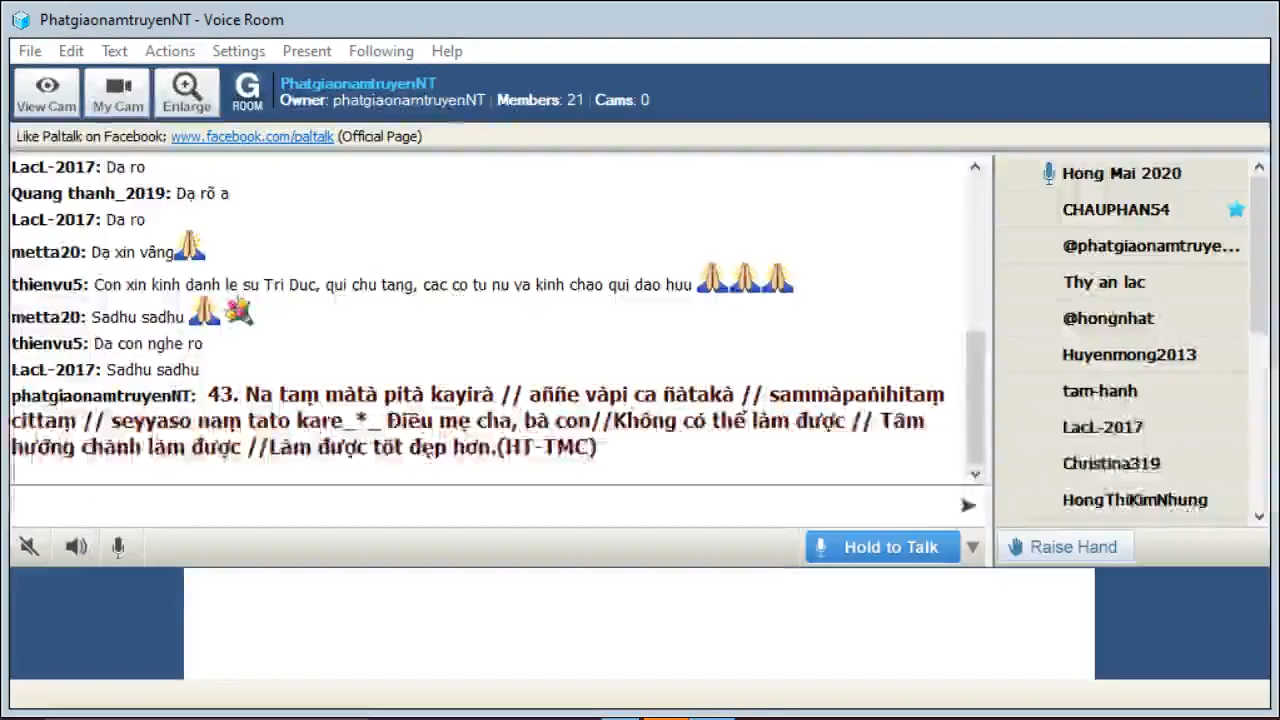 PhatgiaonamtruyenNT - Voice Room
File Edit Text Actions Settings Present Following Help
View Cam My Cam Enlarge G ROOM
PhatgiaonamtruyenNT
Owner: phatgiaonamtruyenNT | Members: 21 | Cams: 0
Like Paltalk on Facebook: www.facebook.com/paltalk (Official Page)
LacL-2017: Da ro
Quang thanh_2019: Dạ rõ a
LacL-2017: Da ro
metta20: Dạ xin vâng
thienvu5: Con xin kinh danh le su Tri Duc, qui chu tang, cac co tu nu va kinh chao qui dao huu
metta20: Sadhu sadhu
thienvu5: Da con nghe ro
LacL-2017: Sadhu sadhu
phatgiaonamtruyenNT: 43. Na taṃ màtà pità kayirà // aññe vàpi ca ñàtakà // sammàpaṅihitaṃ
cittaṃ // seyyaso naṃ tato kare_*_ Điều mẹ cha, bà con//Không có thể làm được // Tâm
hướng chành làm được //Làm được tốt đẹp hơn.(HT-TMC)
Hold to Talk
Hong Mai 2020
CHAUPHAN54
@phatgiaonamtruye...
Thy an lac
@hongnhat
Huyenmong2013
tam-hanh
LacL-2017
Christina319
HongThiKimNhung
Raise Hand